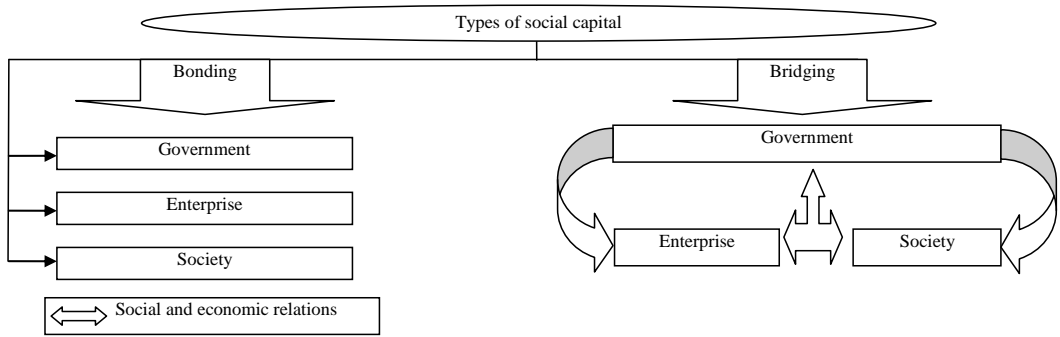 Types of social capital
Bonding
Bridging
Government
Enterprise
Society
Government
Enterprise
Society
Social and economic relations